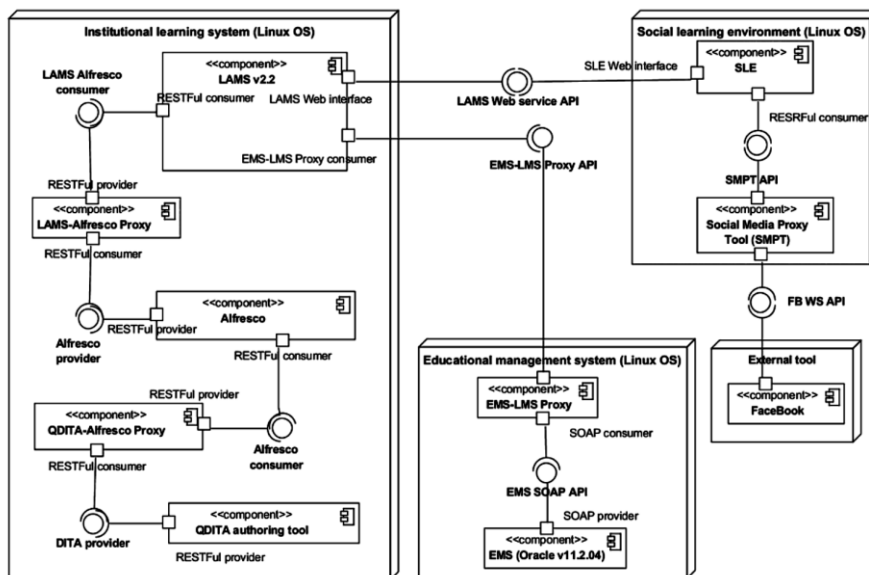 Institutional learning system (Linux OS)
Social learning environment (Linux OS)
<<component>>
LAMS v2.2
LAMS Alfresco
consumer
RESTFul consumer
LAMS Web interface
EMS-LMS Proxy consumer
LAMS Web service API
SLE Web interface
<<component>>
SLE
RESRFul consumer
EMS-LMS Proxy API
SMPT API
RESTFul provider
<<component>>
LAMS-Alfresco Proxy
RESTFul consumer
<<component>>
Social Media Proxy
Tool (SMPT)
FB WS API
<<component>>
Alfresco
RESTFul provider
Alfresco
provider
RESTFul consumer
Educational management system (Linux OS)
External tool
<<component>>
FaceBook
RESTFul provider
<<component>>
QDITA-Alfresco Proxy
RESTFul consumer
Alfresco
consumer
<<component>>
EMS-LMS Proxy
SOAP consumer
EMS SOAP API
SOAP provider
<<component>>
EMS (Oracle v11.2.04)
<<component>>
QDITA authoring tool
DITA provider
RESTFul provider